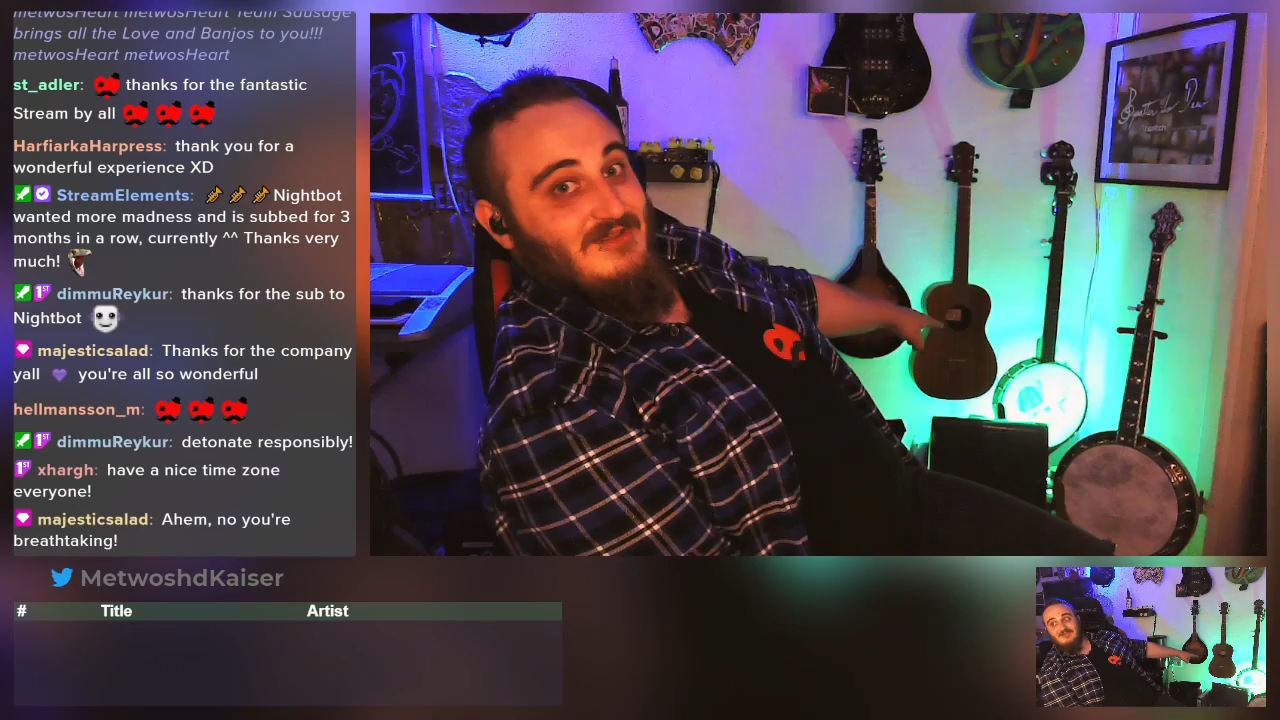 metwosHeart metwosHeart Team Sausage
brings all the Love and Banjos to you!!!
metwosHeart metwosHeart
st_adler: thanks for the fantastic
Stream by all
HarfiarkaHarpress: thank you for a
wonderful experience XD
StreamElements: Nightbot
wanted more madness and is subbed for 3
months in a row, currently ^^ Thanks very
much!
1ST dimmuReykur: thanks for the sub to
Nightbot
majesticsalad: Thanks for the company
yall you're all so wonderful
hellmansson_m:
1ST dimmuReykur: detonate responsibly!
1ST xhargh: have a nice time zone
everyone!
majesticsalad: Ahem, no you're
breathtaking!
MetwoshdKaiser
# Title Artist